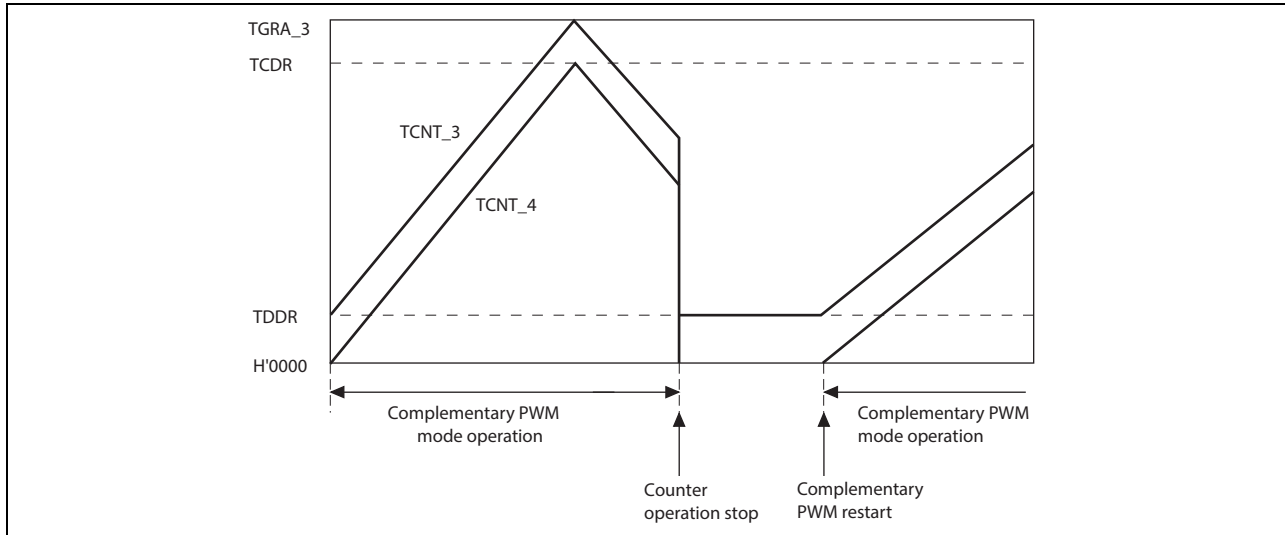 TGRA_3
TCDR
TCNT_3
TCNT_4
TDDR
H'0000
Complementary PWM
mode operation
Complementary PWM
mode operation
Counter
operation stop
Complementary
PWM restart